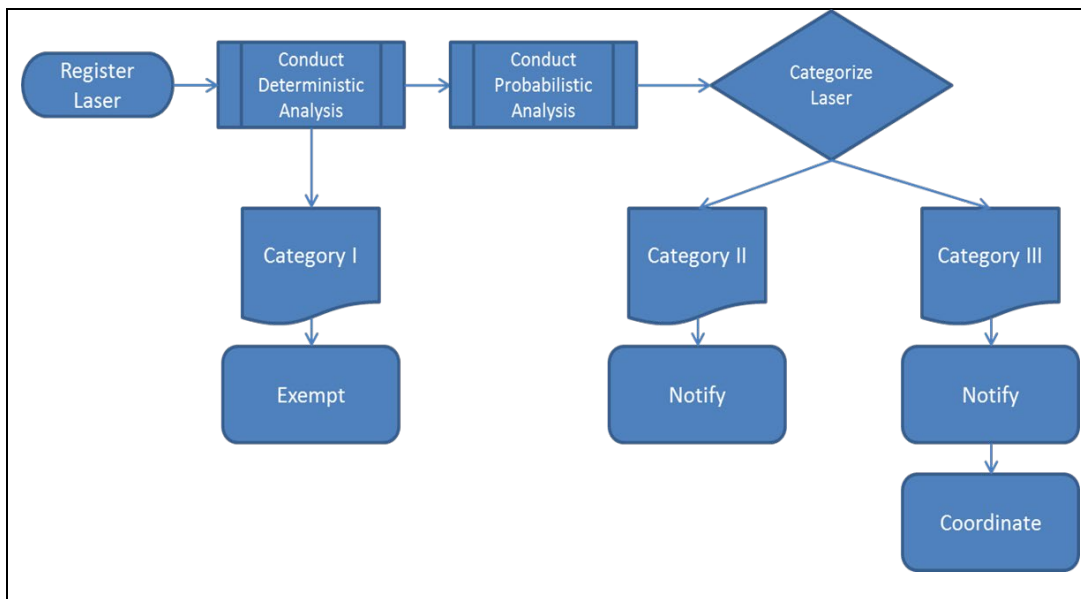 Register
Laser
Conduct
Deterministic
Analysis
Conduct
Probabilistic
Analysis
Categorize
Laser
Category I
Category II
Category III
Exempt
Notify
Notify
Coordinate